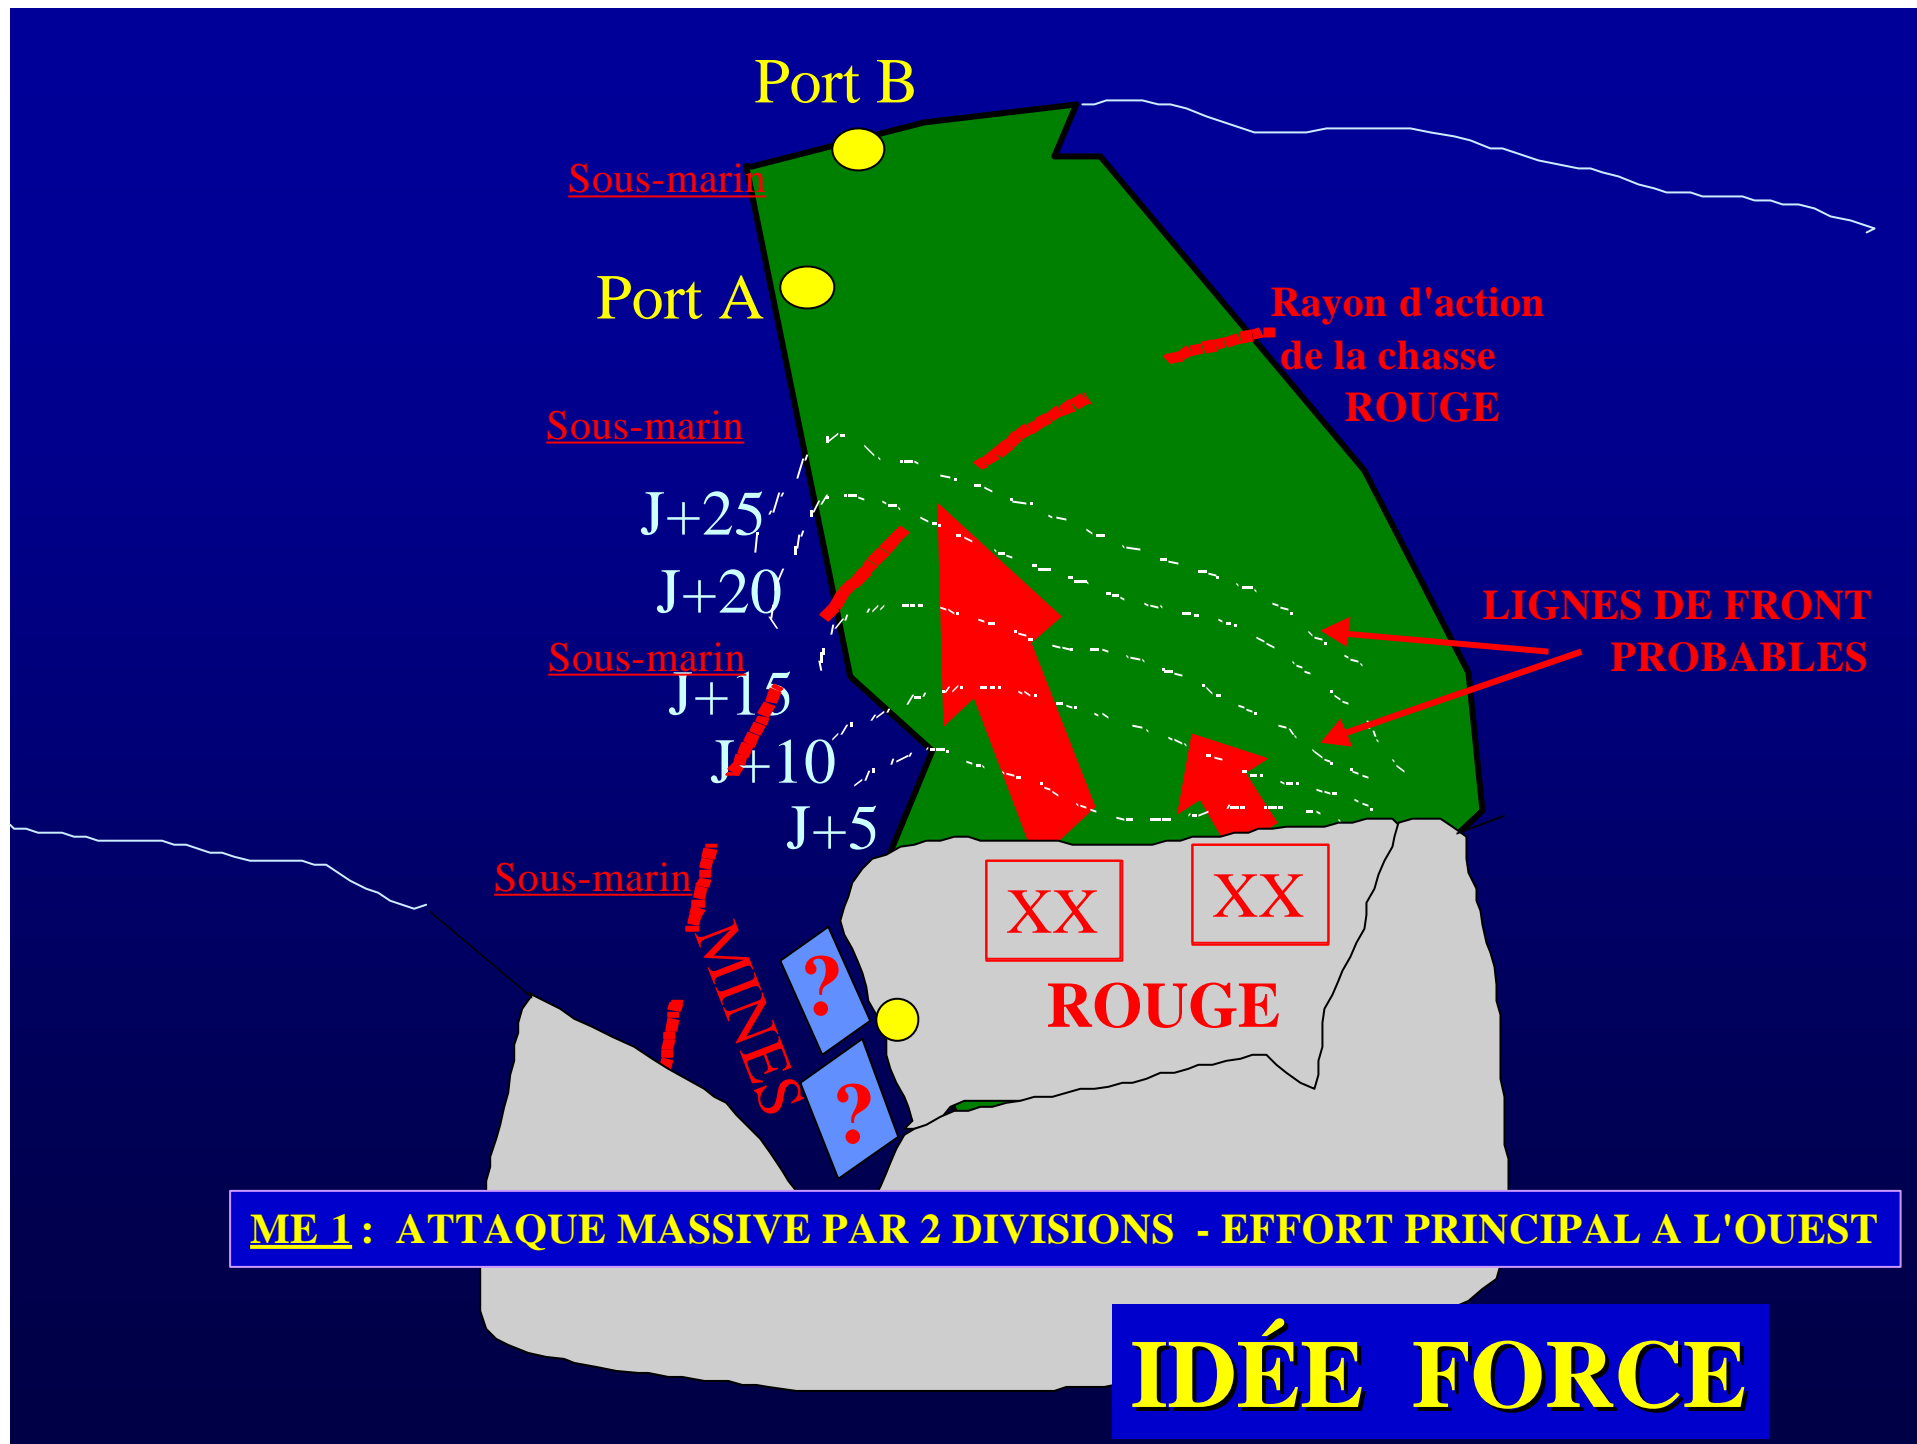 Port B
Sous-marin
Port A
Rayon d'action
de la chasse
ROUGE
Sous-marin
J+25
J+20
LIGNES DE FRONT
PROBABLES
Sous-marin
J+15
J+10
J+5
Sous-marin
XX
XX
MINES
?
ROUGE
?
ME 1 : ATTAQUE MASSIVE PAR 2 DIVISIONS - EFFORT PRINCIPAL A L'OUEST
IDÉE FORCE